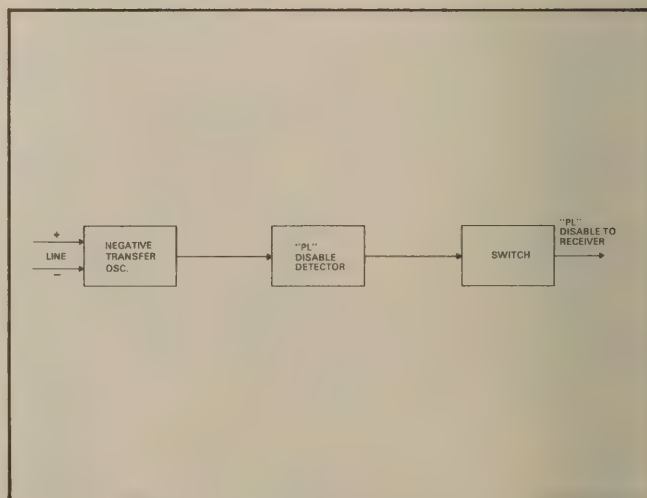 +
LINE
−
NEGATIVE
TRANSFER
OSC.
"PL"
DISABLE
DETECTOR
SWITCH
"PL"
DISABLE TO
RECEIVER